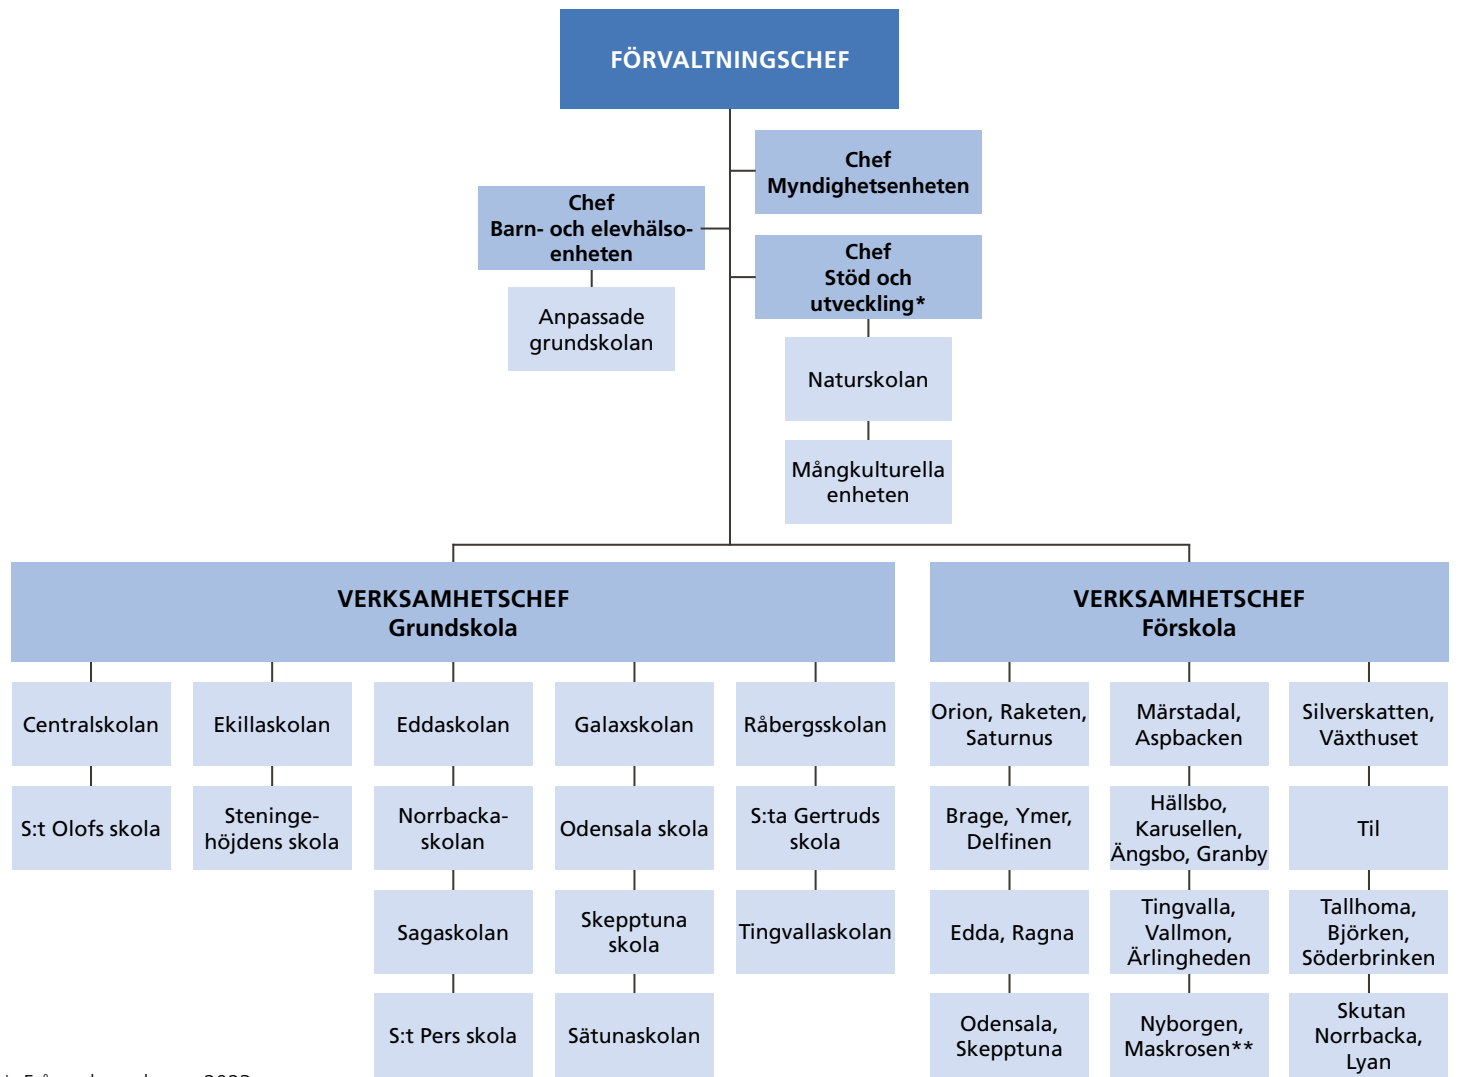 FÖRVALTNINGSCHEF
Chef
Myndighetsenheten
Chef
Barn- och elevhälso-
enheten
Chef
Stöd och
utveckling*
Anpassade
grundskolan
Naturskolan
Mångkulturella
enheten
VERKSAMHETSCHEF
Grundskola
VERKSAMHETSCHEF
Förskola
Centralskolan
Ekillaskolan
Eddaskolan
Galaxskolan
Råbergsskolan
Orion, Raketen,
Saturnus
Märstadal,
Aspbacken
Silverskatten,
Växthuset
S:t Olofs skola
Steninge-
höjdens skola
Norrbacka-
skolan
Odensala skola
S:ta Gertruds
skola
Brage, Ymer,
Delfinen
Hällsbo,
Karusellen,
Ängsbo, Granby
Til
Sagaskolan
Skepptuna
skola
Tingvallaskolan
Edda, Ragna
Tingvalla,
Vallmon,
Ärlingheden
Tallhoma,
Björken,
Söderbrinken
S:t Pers skola
Sätunaskolan
Odensala,
Skepptuna
Nyborgen,
Maskrosen**
Skutan
Norrbacka,
Lyan